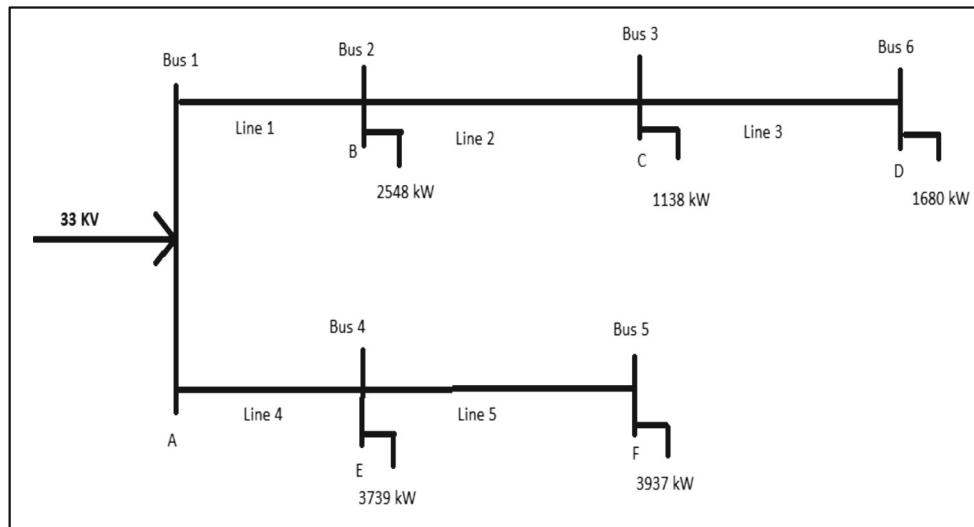 Bus 1
Bus 2
Bus 3
Bus 6
Line 1
Line 2
Line 3
B
C
D
2548 kW
1138 kW
1680 kW
33 KV
Bus 4
Bus 5
Line 4
Line 5
A
E
F
3739 kW
3937 kW